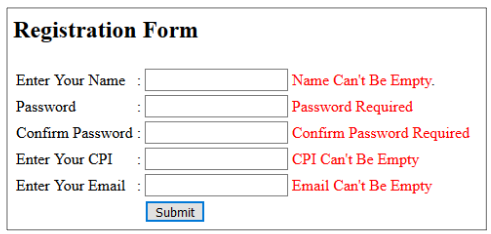 Registration Form
Enter Your Name : Name Can't Be Empty.
Password : Password Required
Confirm Password : Confirm Password Required
Enter Your CPI : CPI Can't Be Empty
Enter Your Email : Email Can't Be Empty
Submit